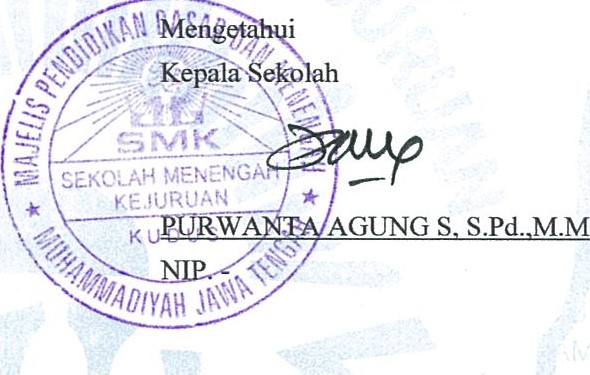 Mengetahui
Kepala Sekolah
MAJELIS PENDIDIKAN DASAR DAN MENENGAH
SMK
SEKOLAH MENENGAH
KEJURUAN
KUDUS
MUHAMMADIYAH JAWA TENGAH
PURWANTA AGUNG S, S.Pd.,M.M
NIP. -